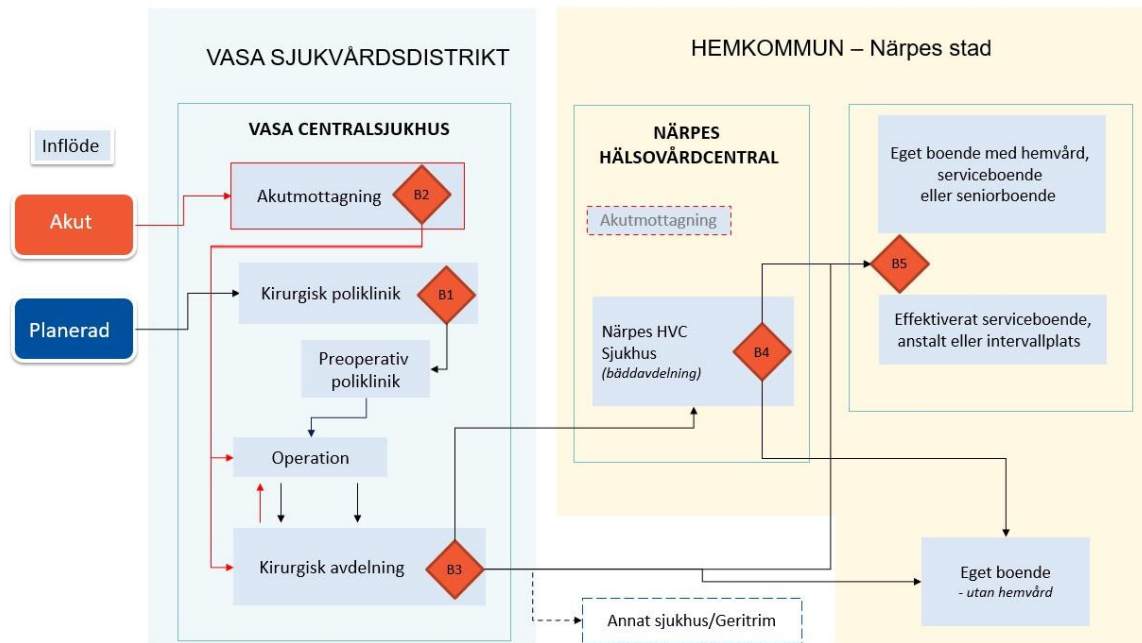 VASA SJUKVÅRDSDISTRIKT
HEMKOMMUN – Närpes stad
Inflöde
Akut
Planerad
VASA CENTRALSJUKHUS
Akutmottagning
B2
Kirurgisk poliklinik
B1
Preoperativ
poliklinik
Operation
Kirurgisk avdelning
B3
NÄRPES
HÄLSOVÅRDCENTRAL
Akutmottagning
Närpes HVC
Sjukhus
(bäddavdelning)
B4
Eget boende med hemvård,
serviceboende
eller seniorboende
B5
Effektiverat serviceboende,
anstalt eller intervallplats
Eget boende
- utan hemvård
Annat sjukhus/Geritrim